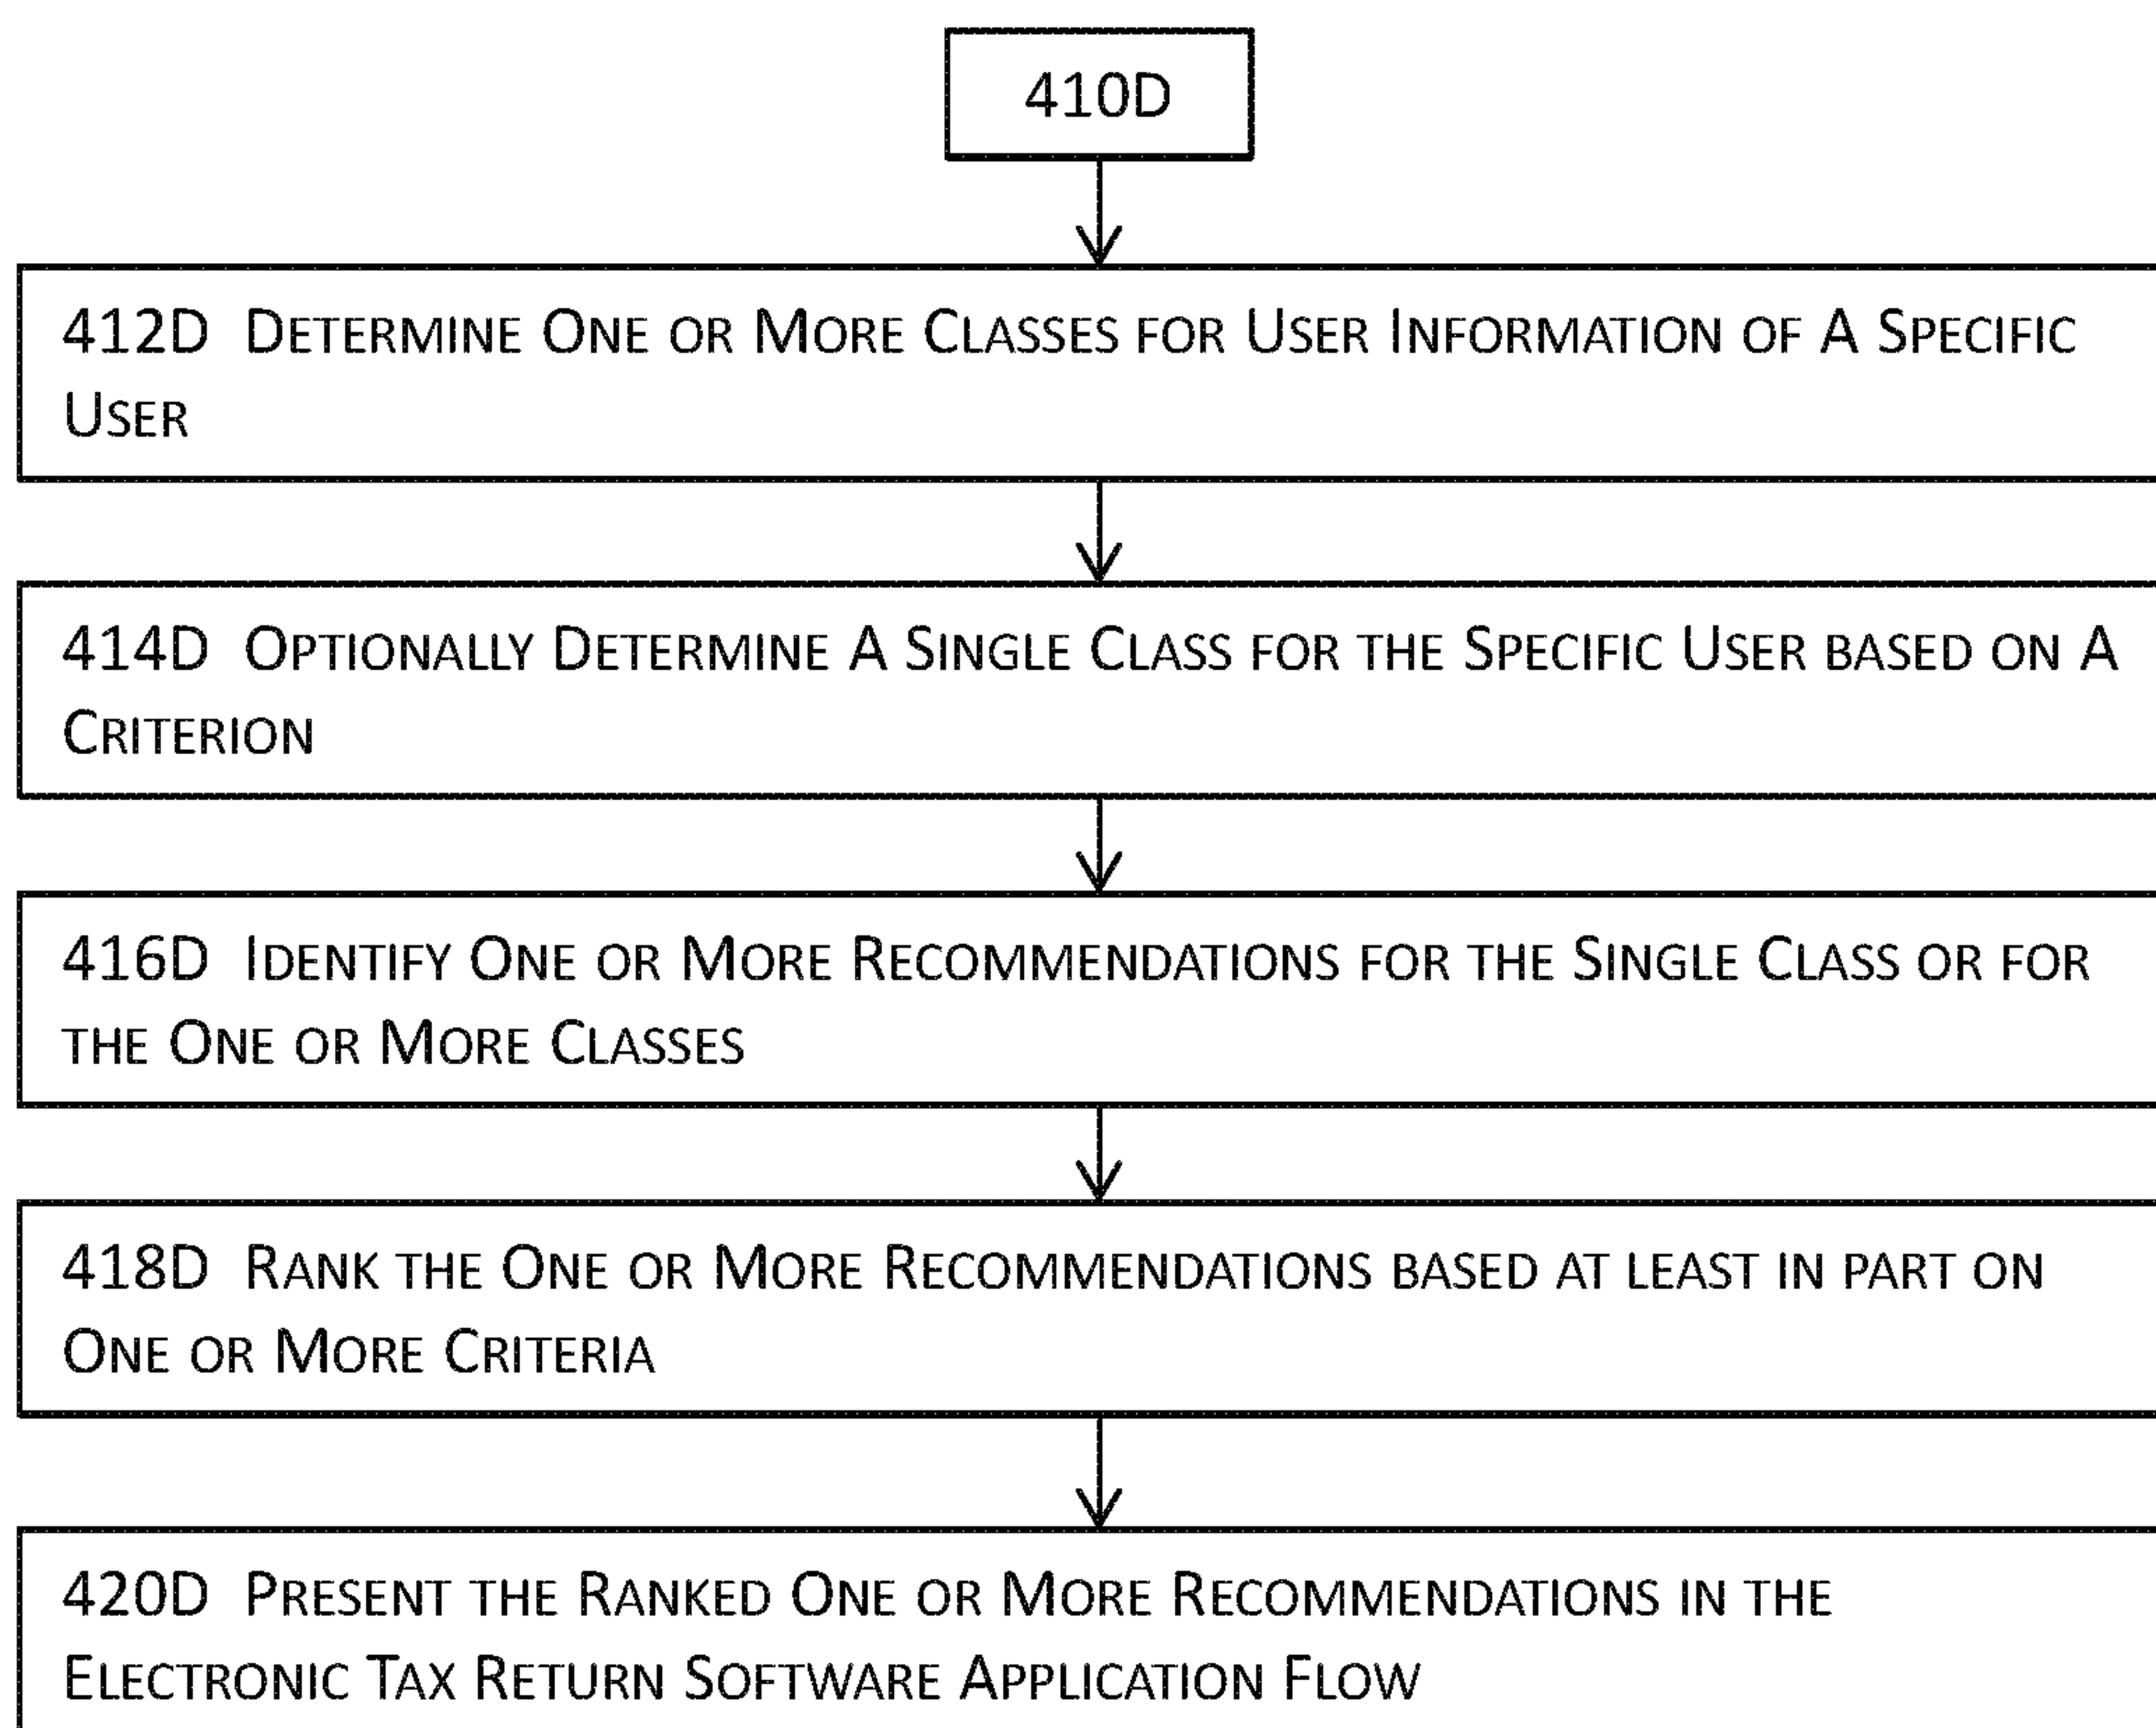 410D
412D Determine One or More Classes for User Information of A Specific
User
414D Optionally Determine A Single Class for the Specific User based on A
Criterion
416D Identify One or More Recommendations for the Single Class or for
the One or More Classes
418D Rank the One or More Recommendations based at least in part on
One or More Criteria
420D Present the Ranked One or More Recommendations in the
Electronic Tax Return Software Application Flow